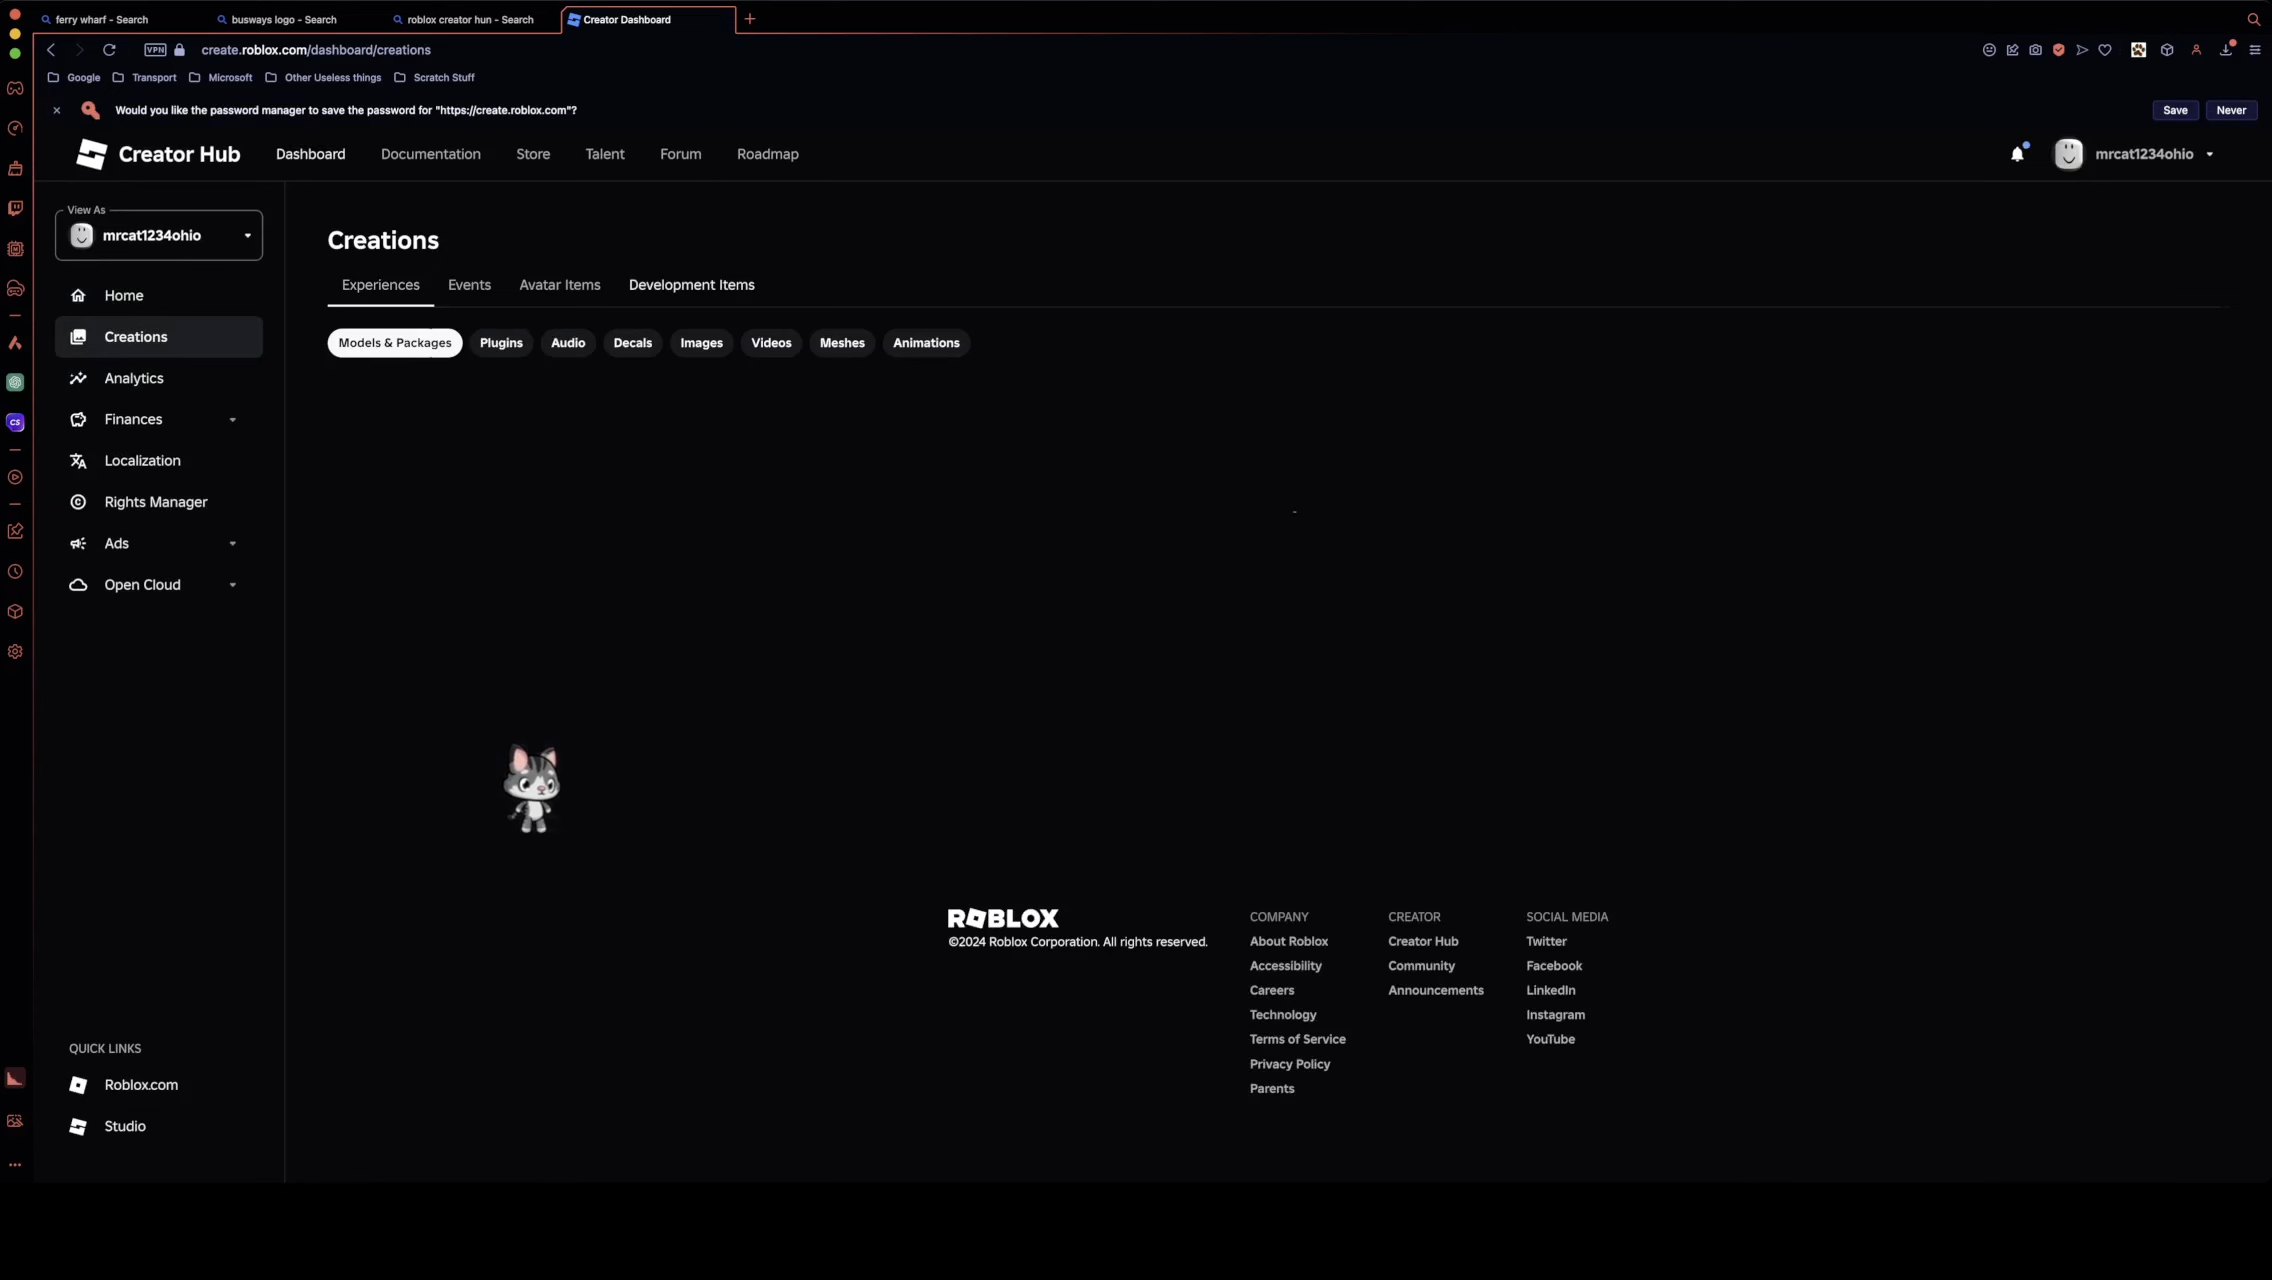 ferry wharf - Search
busways logo - Search
roblox creator hun - Search
Creator Dashboard
VPN
create.roblox.com/dashboard/creations
Google
Transport
Microsoft
Other Useless things
Scratch Stuff
Would you like the password manager to save the password for "https://create.roblox.com"?
Save
Never
Creator Hub
Dashboard
Documentation
Store
Talent
Forum
Roadmap
mrcat1234ohio
View As
mrcat1234ohio
Home
Creations
Analytics
Finances
Localization
Rights Manager
Ads
Open Cloud
QUICK LINKS
Roblox.com
Studio
CS
Creations
Experiences
Events
Avatar Items
Development Items
Models & Packages
Plugins
Audio
Decals
Images
Videos
Meshes
Animations
ROBLOX
©2024 Roblox Corporation. All rights reserved.
COMPANY
About Roblox
Accessibility
Careers
Technology
Terms of Service
Privacy Policy
Parents
CREATOR
Creator Hub
Community
Announcements
SOCIAL MEDIA
Twitter
Facebook
LinkedIn
Instagram
YouTube